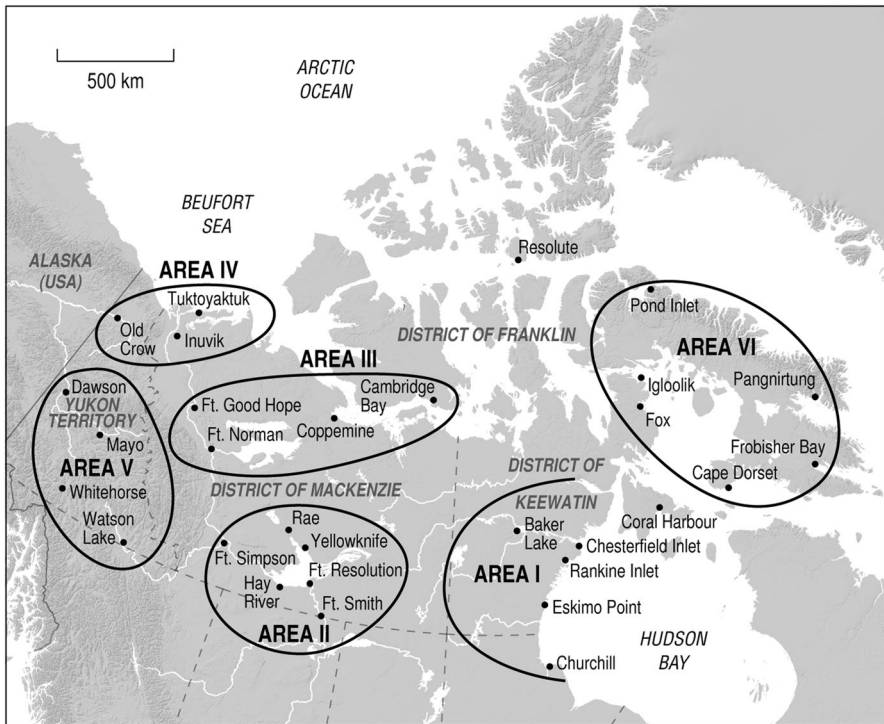 500 km
ARCTIC
OCEAN
BEUFORT
SEA
ALASKA
(USA)
AREA IV
Tuktoyaktuk
Old
Crow
Inuvik
Resolute
DISTRICT OF FRANKLIN
Pond Inlet
AREA VI
Igloolik
Pangnirtung
Fox
Frobisher Bay
Cape Dorset
AREA III
Cambridge
Bay
Ft. Good Hope
Coppemine
Ft. Norman
Dawson
YUKON
TERRITORY
Mayo
AREA V
Whitehorse
Watson
Lake
DISTRICT OF MACKENZIE
DISTRICT OF
KEEWATIN
Rae
Yellowknife
Ft. Simpson
Ft. Resolution
Hay
River
Ft. Smith
AREA II
Baker
Lake
Coral Harbour
Chesterfield Inlet
AREA I
Rankine Inlet
Eskimo Point
HUDSON
BAY
Churchill